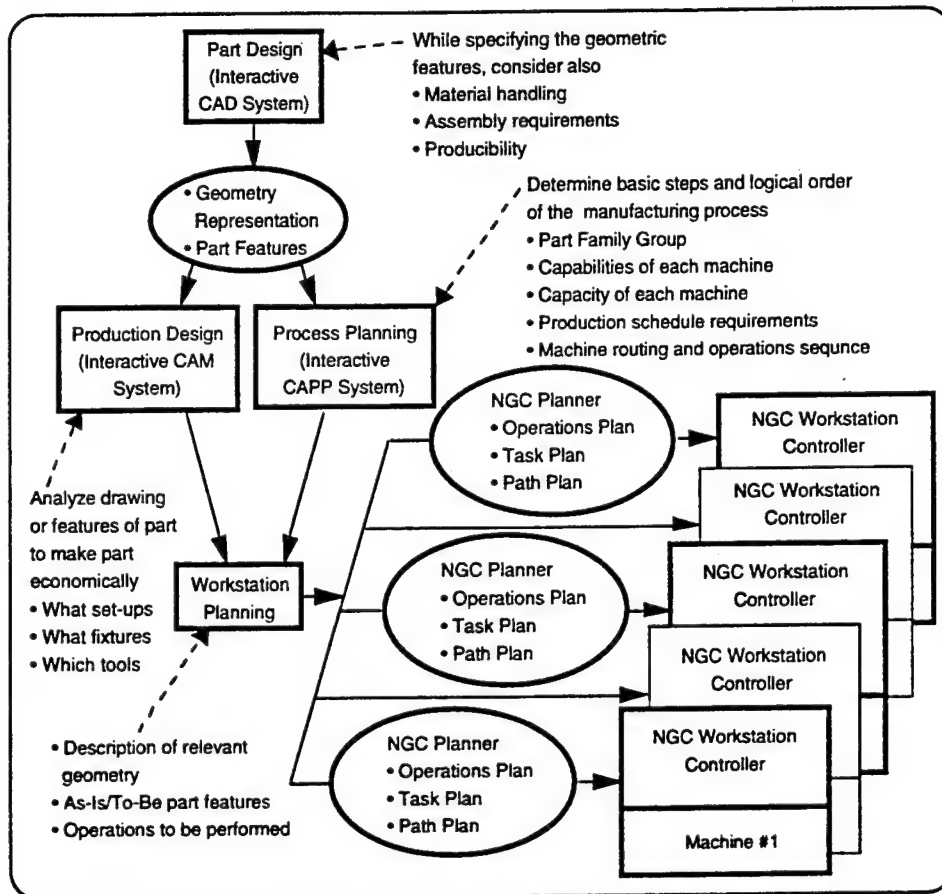 Part Design
(Interactive
CAD System)
While specifying the geometric
features, consider also
• Material handling
• Assembly requirements
• Producibility
• Geometry
Representation
• Part Features
Determine basic steps and logical order
of the manufacturing process
• Part Family Group
• Capabilities of each machine
• Capacity of each machine
• Production schedule requirements
• Machine routing and operations sequnce
Production Design
(Interactive CAM
System)
Process Planning
(Interactive
CAPP System)
NGC Planner
• Operations Plan
• Task Plan
• Path Plan
NGC Workstation
Controller
NGC Workstation
Controller
Analyze drawing
or features of part
to make part
economically
• What set-ups
• What fixtures
• Which tools
Workstation
Planning
NGC Planner
• Operations Plan
• Task Plan
• Path Plan
NGC Workstation
Controller
NGC Workstation
Controller
• Description of relevant
geometry
• As-Is/To-Be part features
• Operations to be performed
NGC Planner
• Operations Plan
• Task Plan
• Path Plan
NGC Workstation
Controller
Machine #1